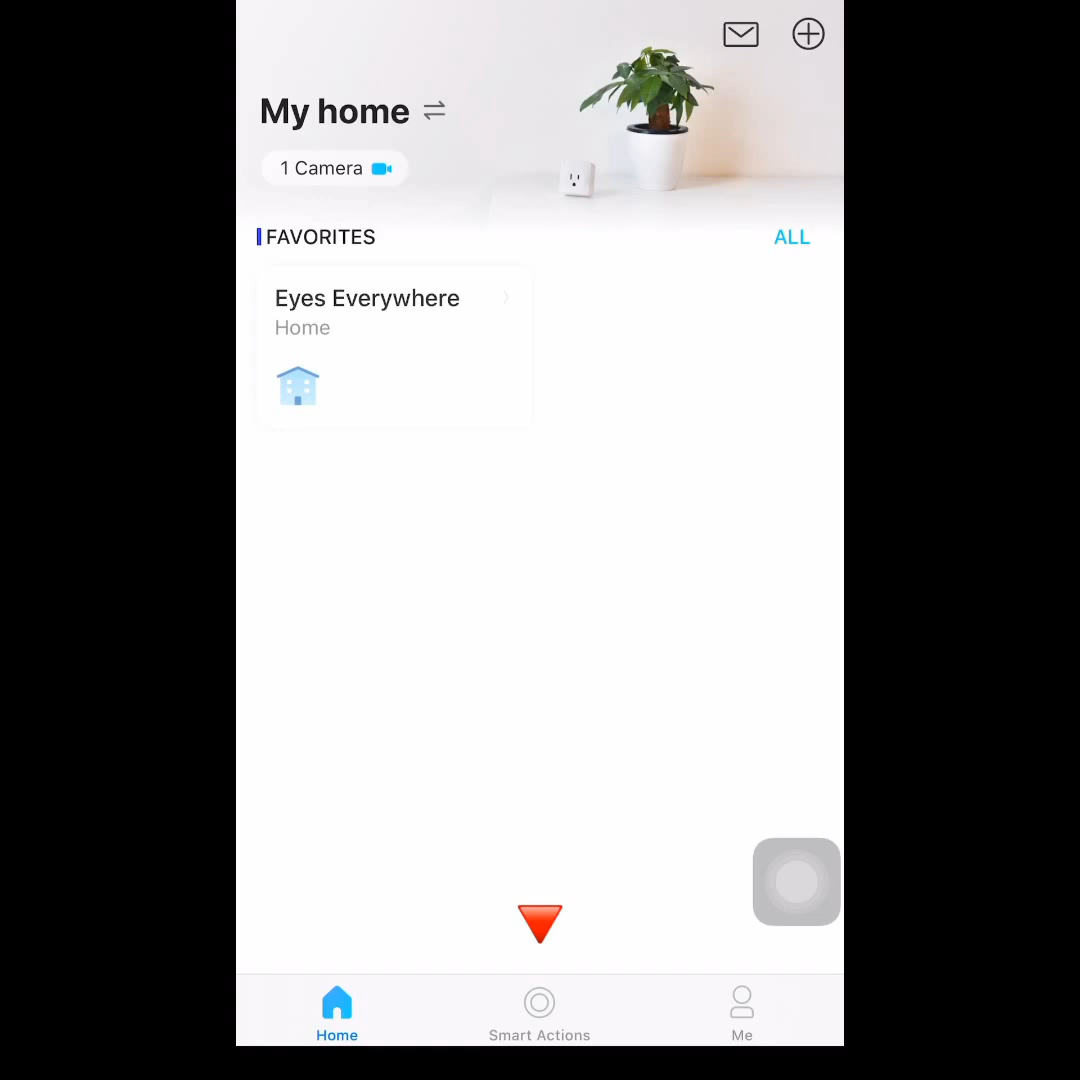 My home
1 Camera
FAVORITES
ALL
Eyes Everywhere
Home
Home
Smart Actions
Me